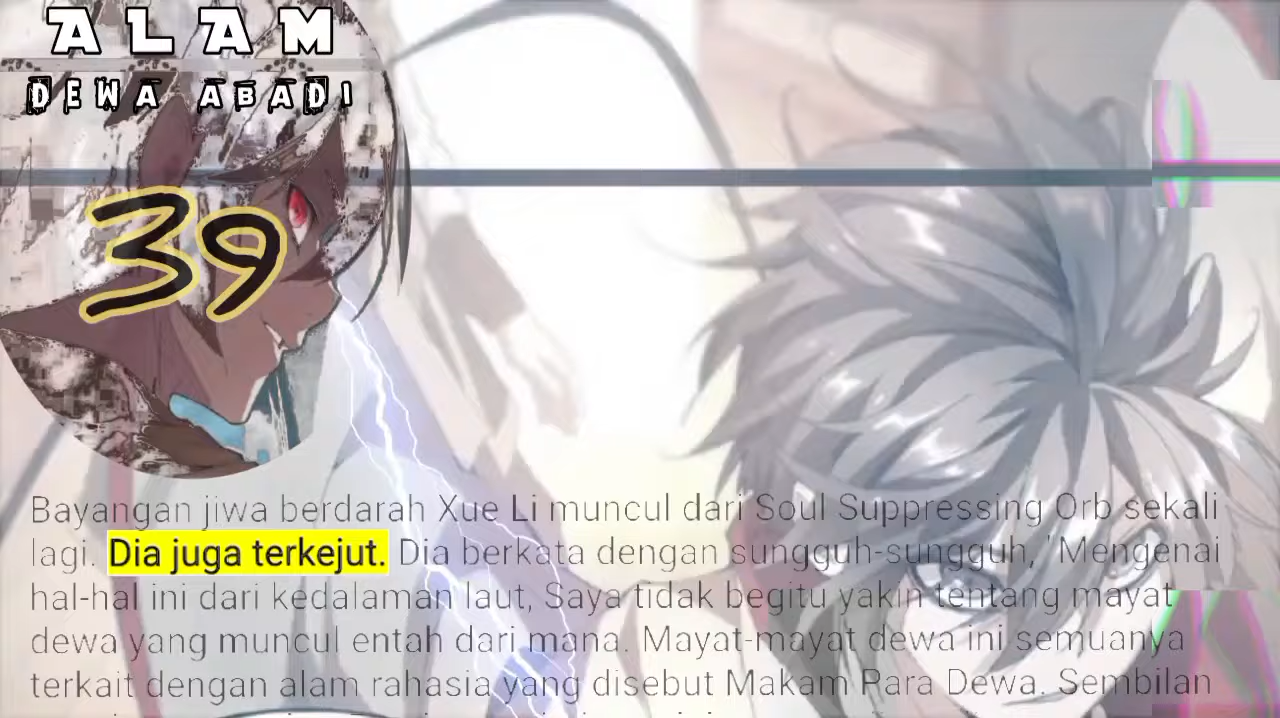 ALAM
DEWA ABADI
39
Bayangan jiwa berdarah Xue Li muncul dari Soul Suppressing Orb sekali
lagi. Dia juga terkejut. Dia berkata dengan sungguh-sungguh, 'Mengenai
hal-hal ini dari kedalaman laut, Saya tidak begitu yakin tentang mayat
dewa yang muncul entah dari mana. Mayat-mayat dewa ini semuanya
terkait dengan alam rahasia yang disebut Makam Para Dewa. Sembilan